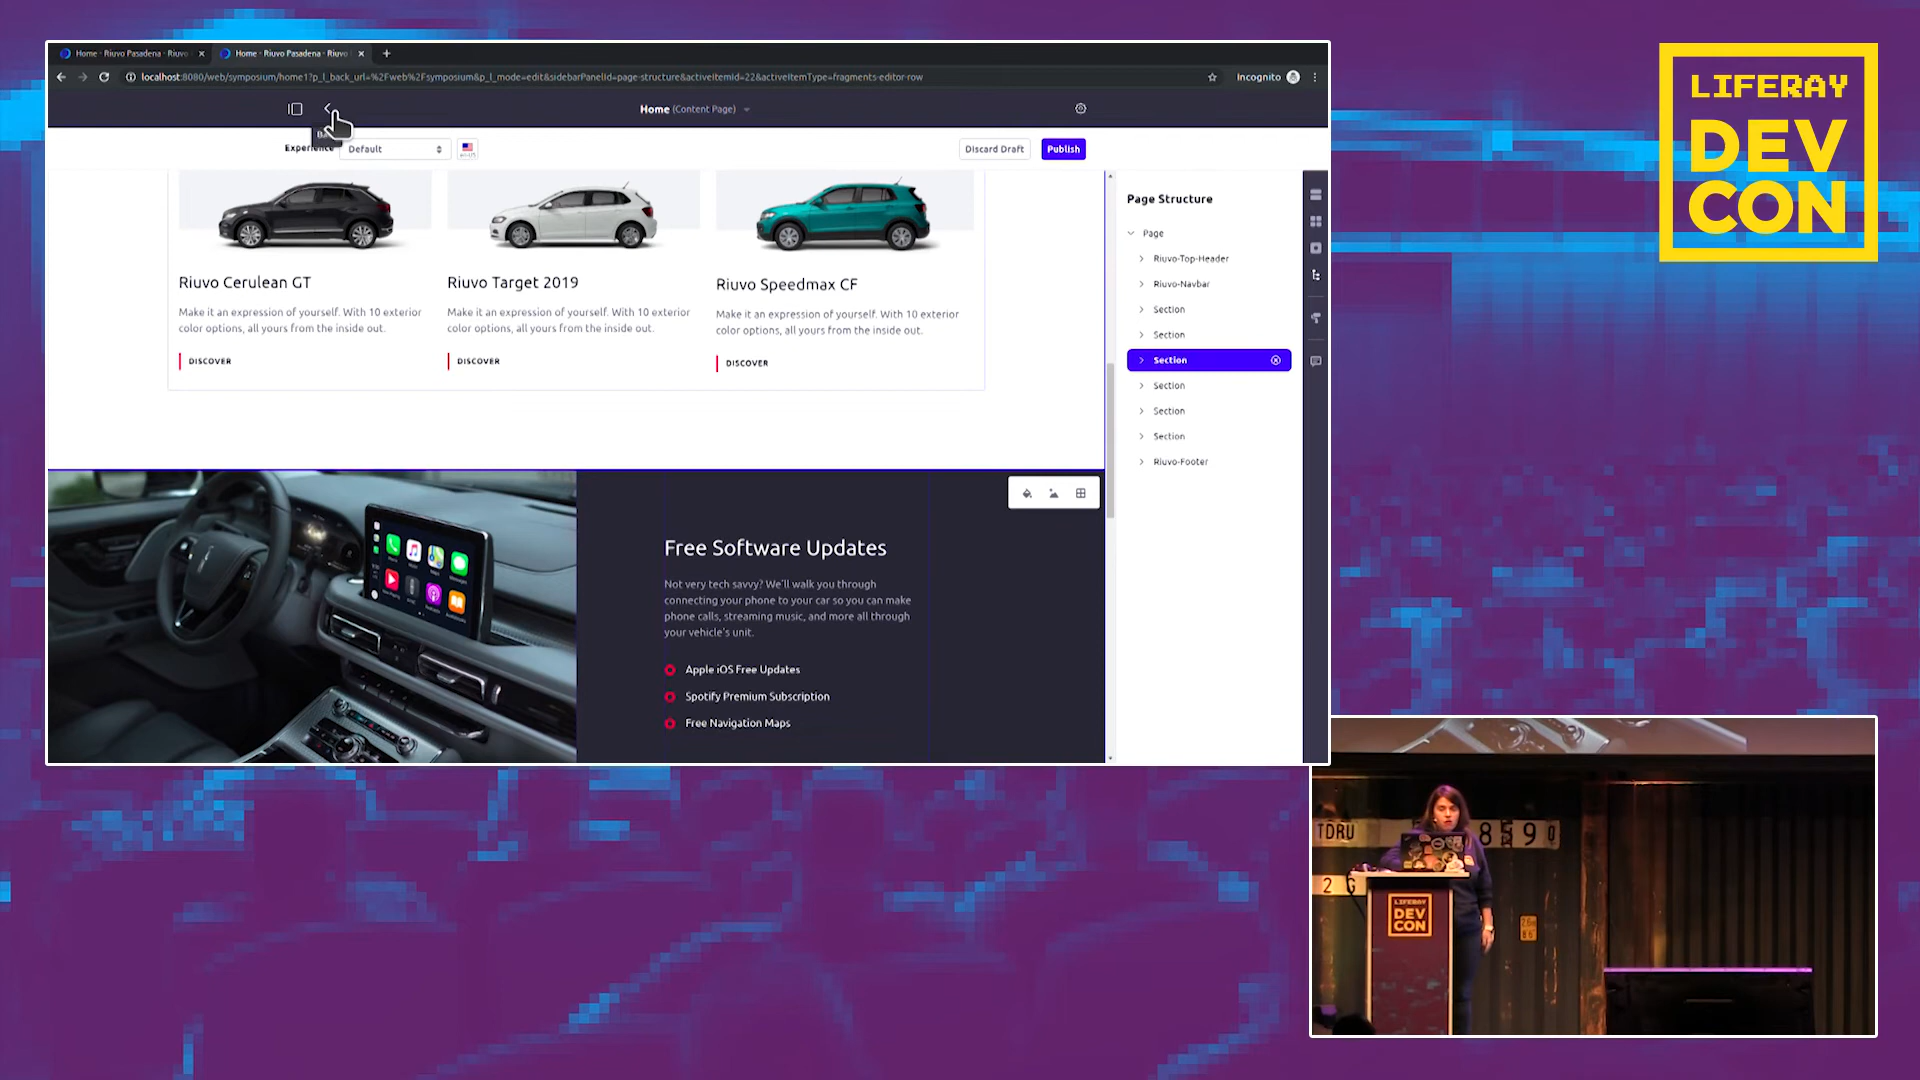 Home - Riuvo Pasadena - Riuvo
Home - Riuvo Pasadena - Riuvo
localhost:8080/web/symposium/home1?p_l_back_url=%2Fweb%2Fsymposium&p_l_mode=edit&sidebarPanelId=page-structure&activeItemId=22&activeItemType=fragments-editor-row
Incognito
Home (Content Page)
Experience
Default
Discard Draft
Publish
Riuvo Cerulean GT
Make it an expression of yourself. With 10 exterior
color options, all yours from the inside out.
DISCOVER
Riuvo Target 2019
Make it an expression of yourself. With 10 exterior
color options, all yours from the inside out.
DISCOVER
Riuvo Speedmax CF
Make it an expression of yourself. With 10 exterior
color options, all yours from the inside out.
DISCOVER
Free Software Updates
Not very tech savvy? We'll walk you through
connecting your phone to your car so you can make
phone calls, streaming music, and more all through
your vehicle's unit.
Apple iOS Free Updates
Spotify Premium Subscription
Free Navigation Maps
Page Structure
Page
Riuvo-Top-Header
Riuvo-Navbar
Section
Section
Section
Section
Section
Section
Riuvo-Footer
LIFERAY
DEV
CON
TDRU
8590
2 G
LIFERAY
DEV
CON